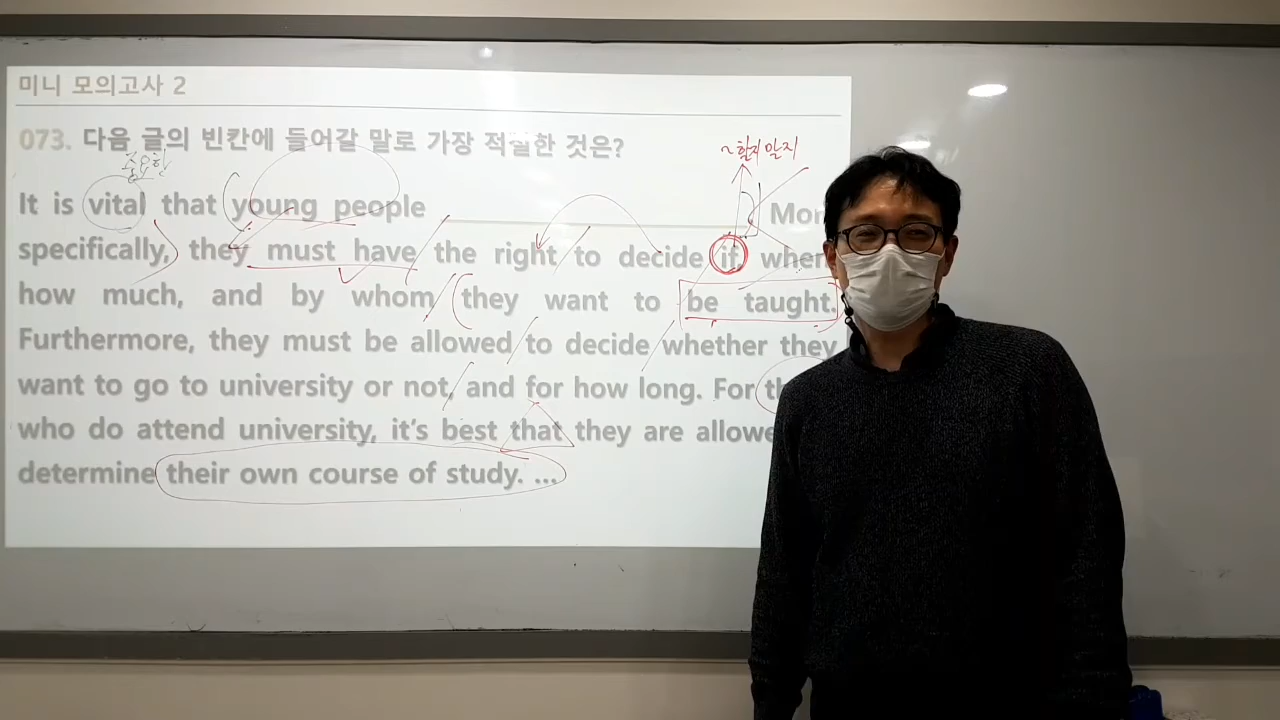 미니 모의고사 2
073. 다음 글의 빈칸에 들어갈 말로 가장 적절한 것은?
~할지 말지
중요한
It is vital that young people
specifically, they must have the right to decide if,
how much, and by whom they want to be taught.
Furthermore, they must be allowed to decide whether they
want to go to university or not, and for how long. For
who do attend university, it's best that they are
determine their own course of study. ...